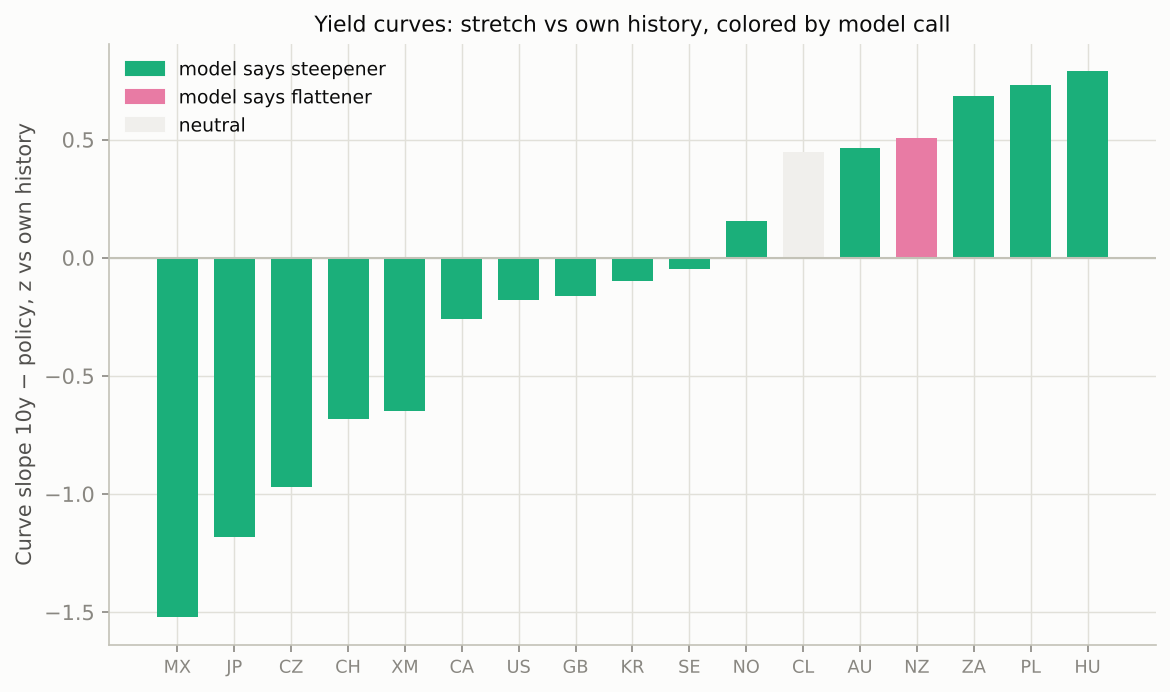 Yield curves: stretch vs own history, colored by model call
model says steepener
model says flattener
neutral
Curve slope 10y − policy, z vs own history
0.5
0.0
−0.5
−1.0
−1.5
MX JP CZ CH XM CA US GB KR SE NO CL AU NZ ZA PL HU